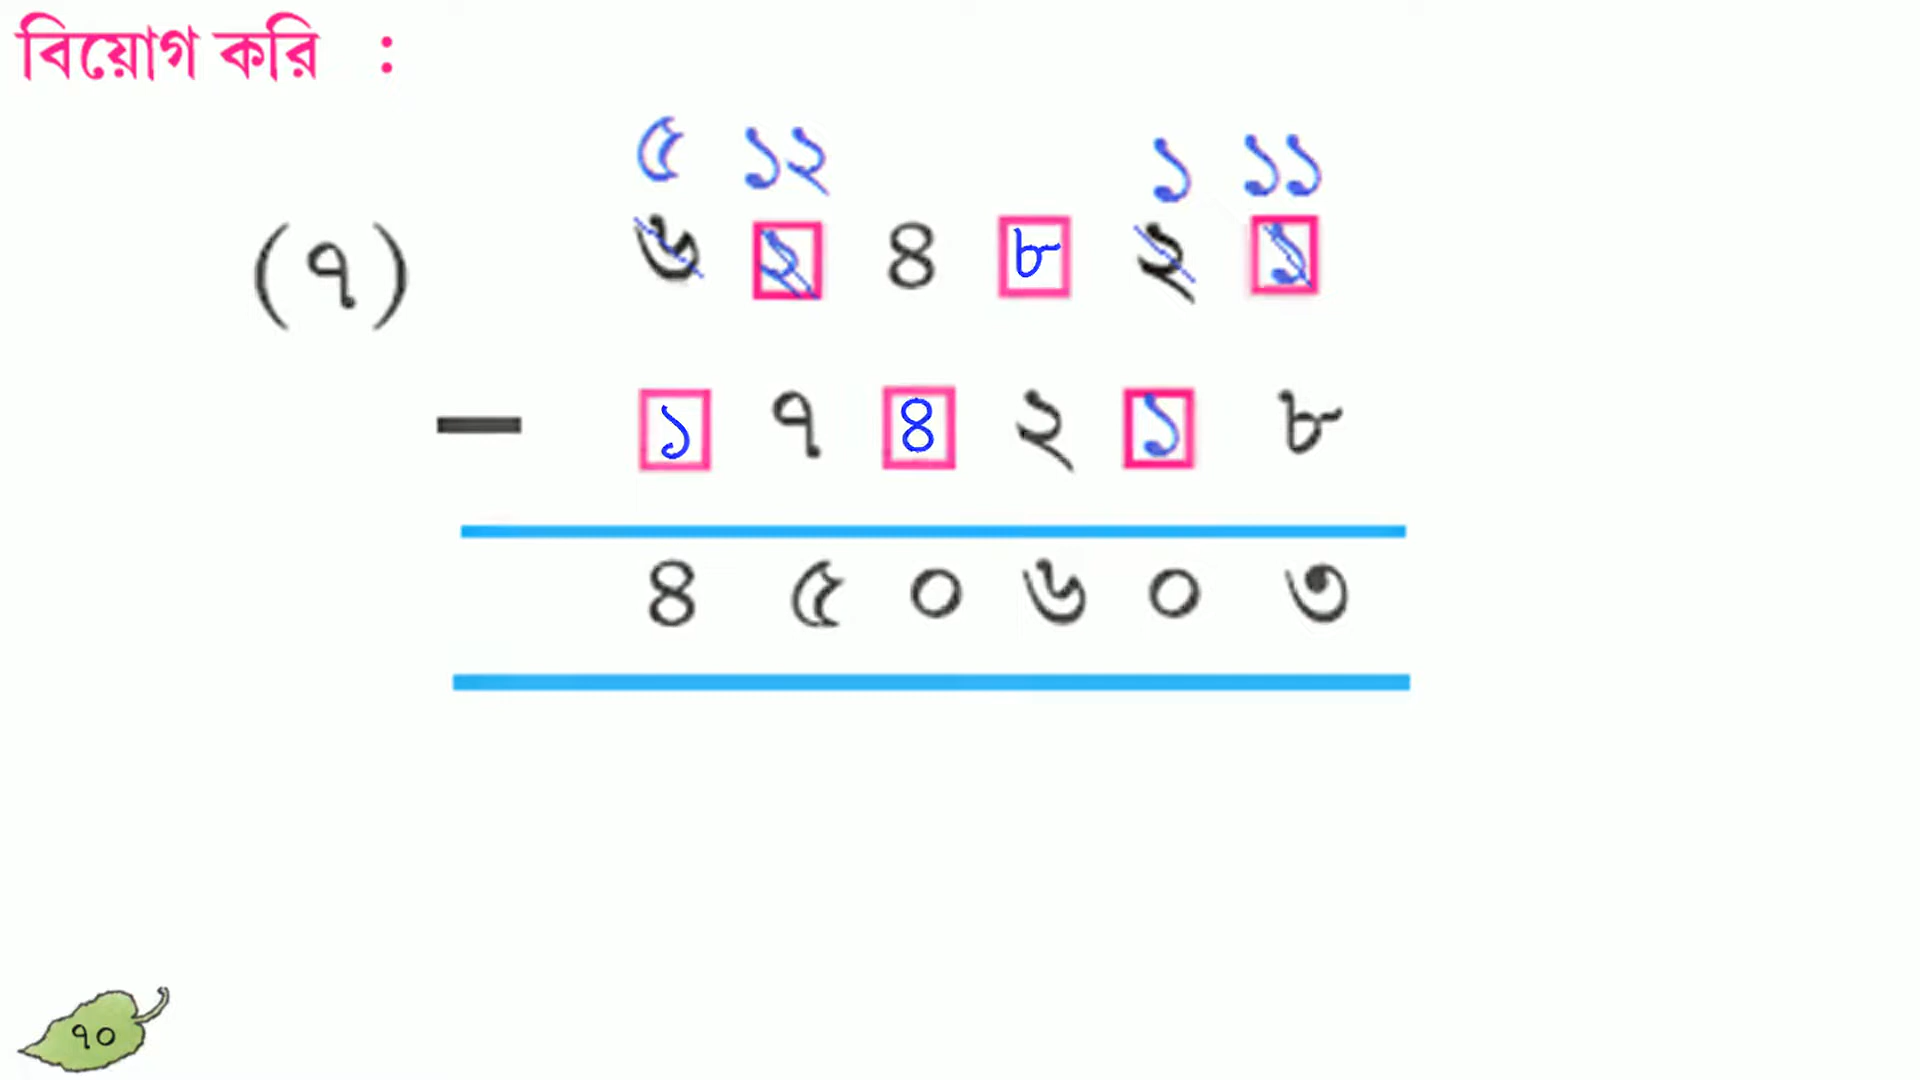 বিয়োগ করি :
৫ ১২ ১ ১১
(৭) ৬ ২ ৪ ৮ ২ ১
− ১ ৭ ৪ ২ ১ ৮
৪ ৫ ০ ৬ ০ ৩
৭০